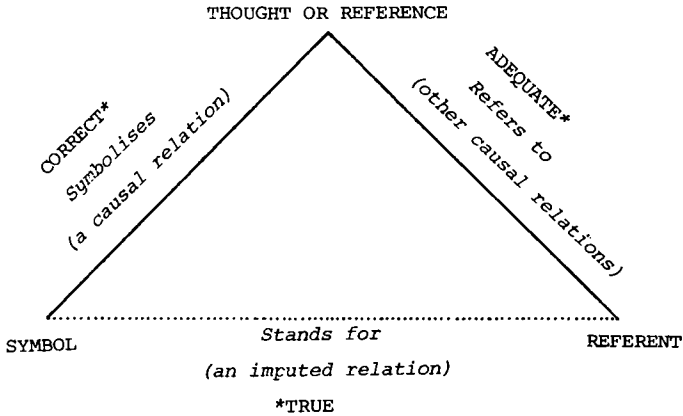 THOUGHT OR REFERENCE
CORRECT*
Symbolises
(a causal relation)
ADEQUATE*
Refers to
(other causal relations)
SYMBOL
Stands for
REFERENT
(an imputed relation)
*TRUE